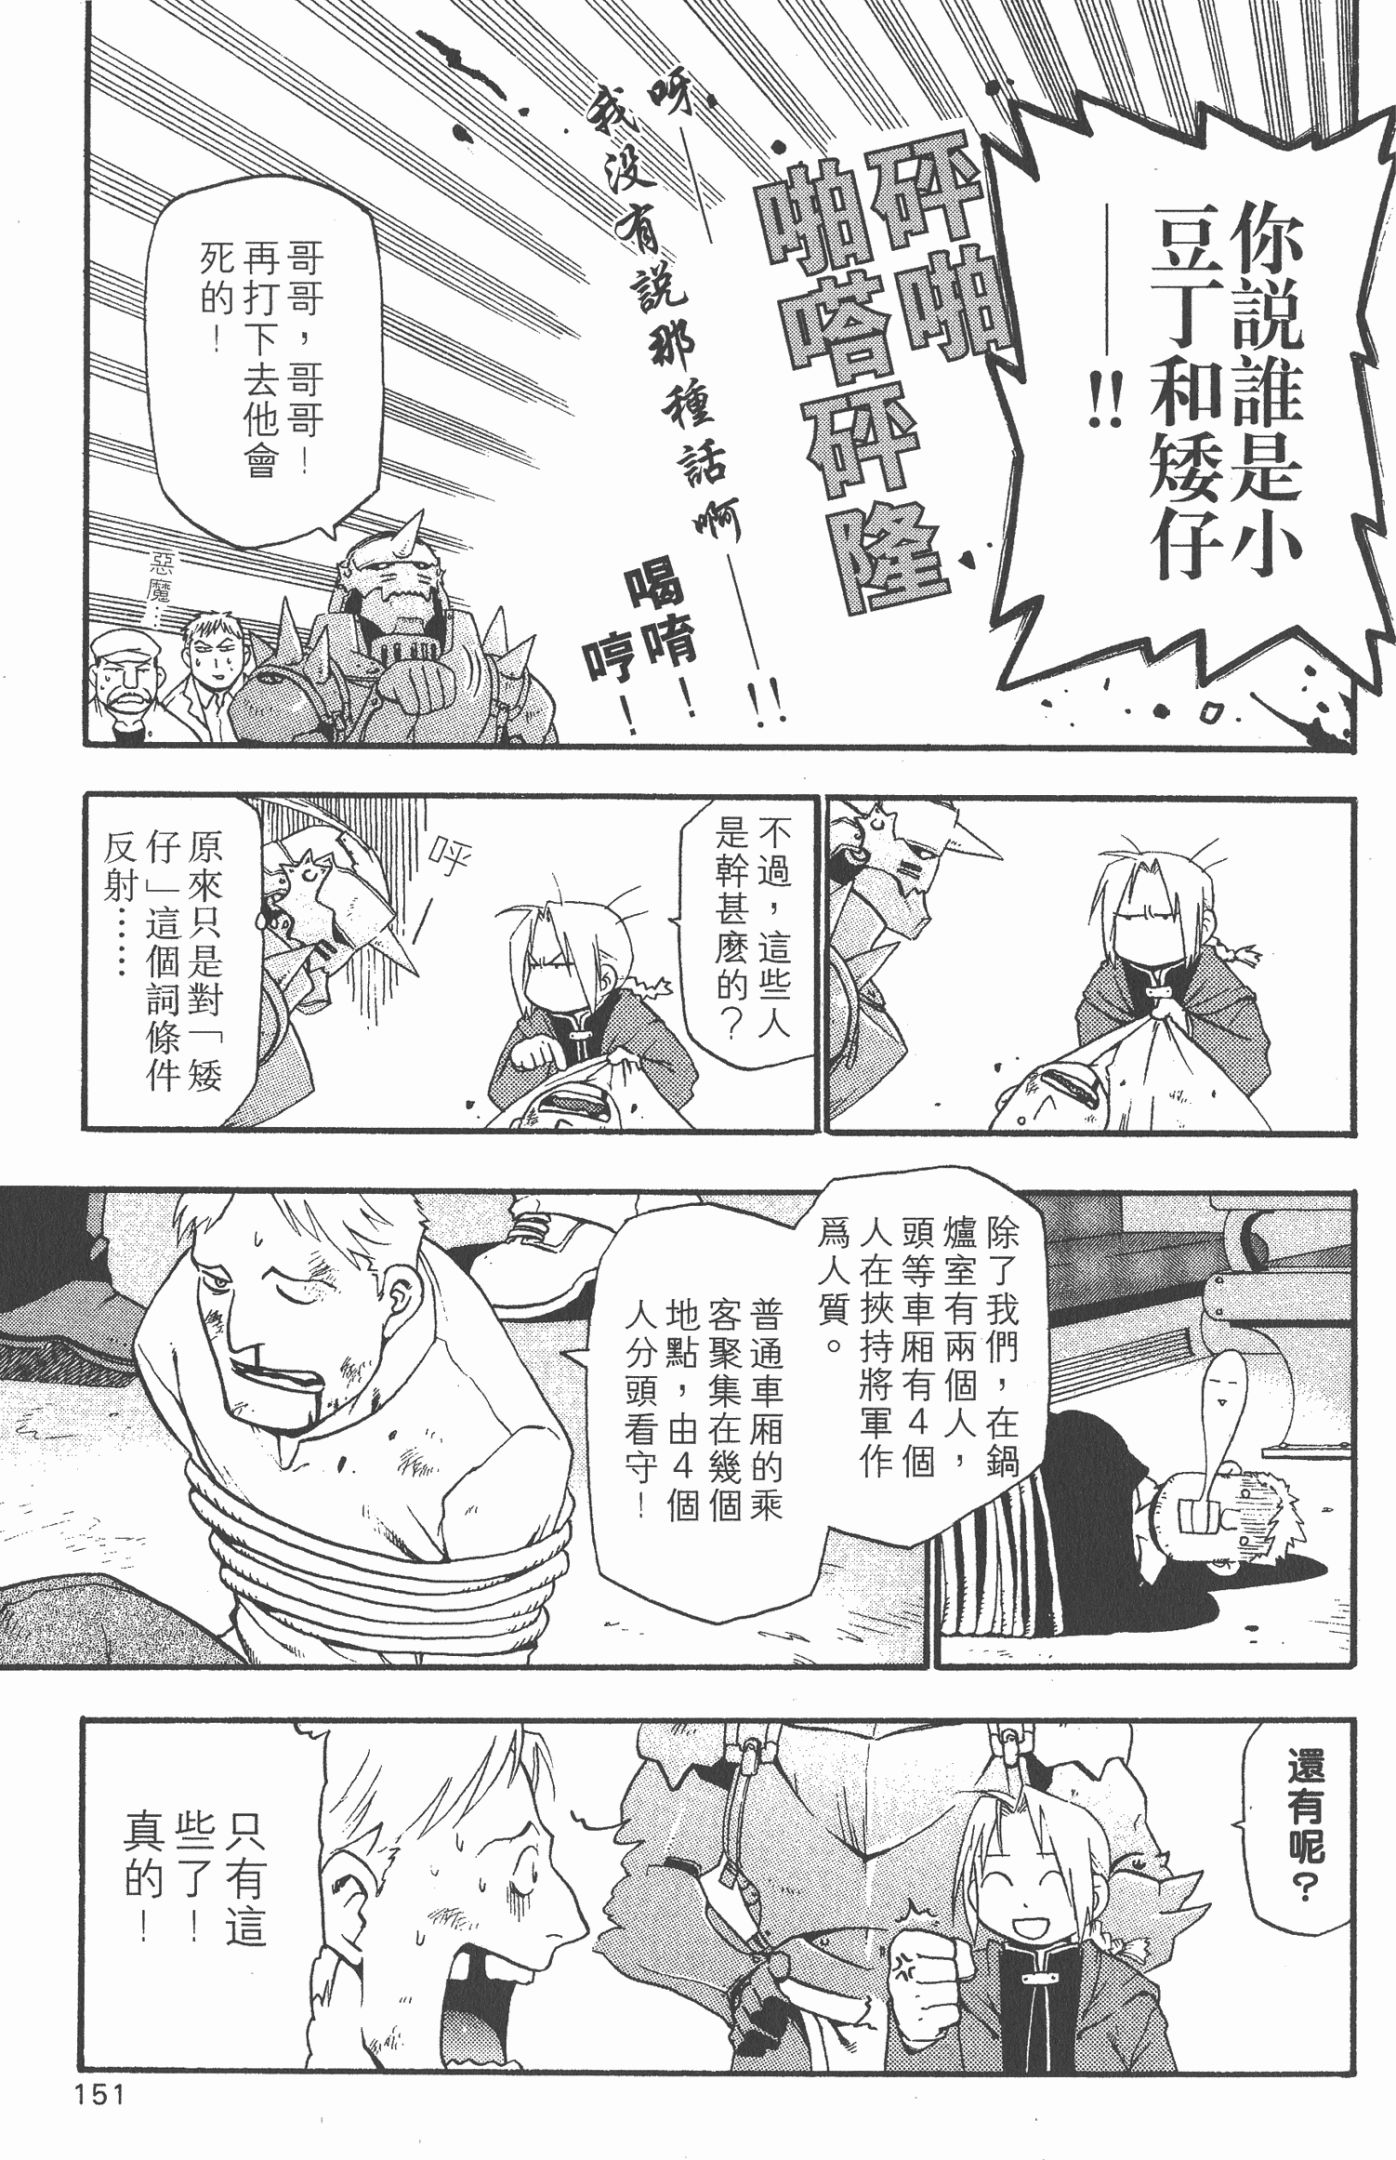 你說誰是小
豆丁和矮仔
——!!
砰啪
啪嗒砰隆
呀——
我没有説那種話啊——!!
喝唷！
哼！
哥哥，哥哥！
再打下去他會
死的！
惡魔…
不過，這些人
是幹甚麼的？
呼—
原來只是對「矮
仔」這個詞條件
反射……
除了我們，在鍋
爐室有兩個人，
頭等車廂有4個
人在挾持將軍作
爲人質。
普通車廂的乘
客聚集在幾個
地點，由4個
人分頭看守！
還有呢？
只有這
些了！
真的！
151